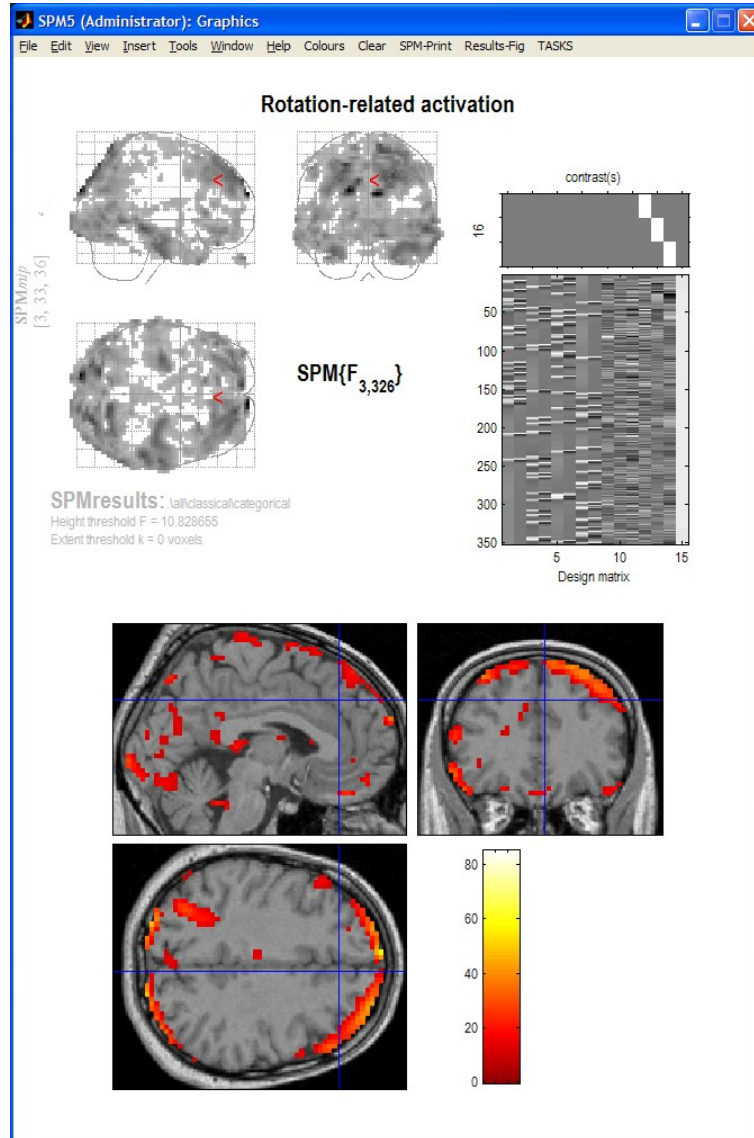 SPM5 (Administrator): Graphics
File Edit View Insert Tools Window Help Colours Clear SPM-Print Results-Fig TASKS
Rotation-related activation
SPMmip
[3, 33, 36]
<
<
<
SPM{F3,326}
contrast(s)
16
50
100
150
200
250
300
350
5 10 15
Design matrix
SPMresults: .\all\classical\categorical
Height threshold F = 10.828655
Extent threshold k = 0 voxels
80
60
40
20
0